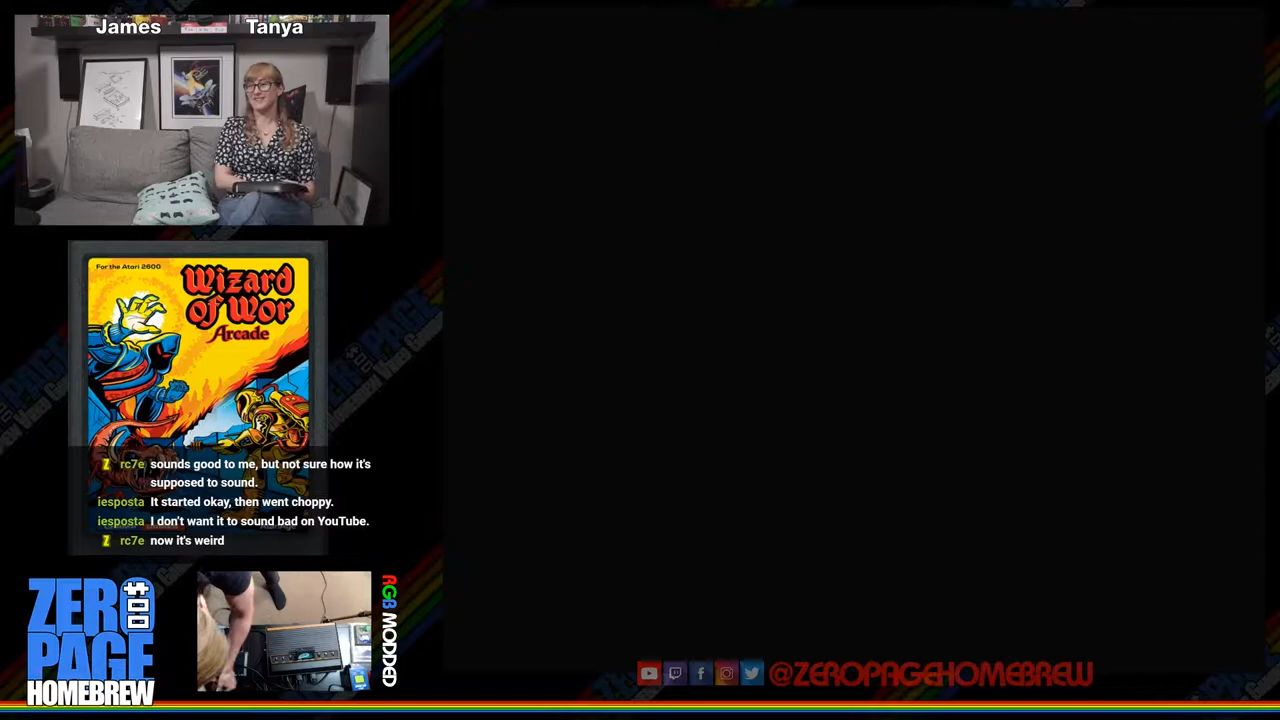 James Tanya
For the Atari 2600
Wizard
of Wor
Arcade
rc7e sounds good to me, but not sure how it's
supposed to sound.
iesposta It started okay, then went choppy.
iesposta I don't want it to sound bad on YouTube.
rc7e now it's weird
ZERO
PAGE
HOMEBREW
RGB MODDED
@ZEROPAGEHOMEBREW